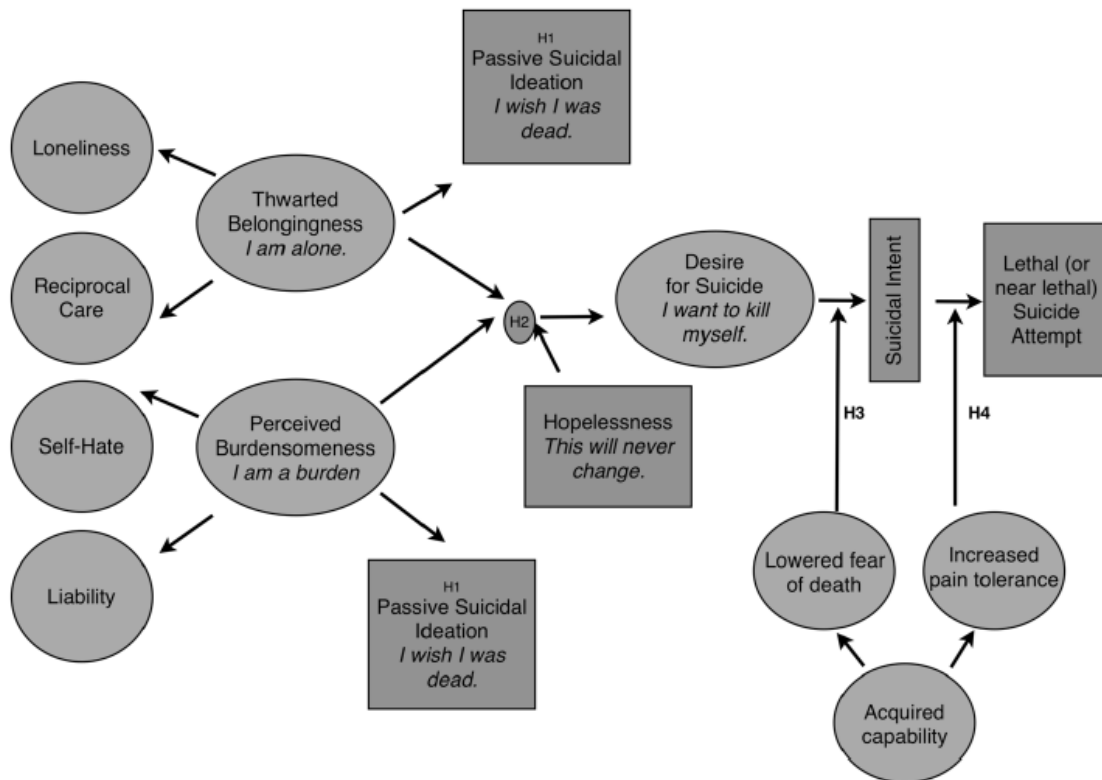 H1
Passive Suicidal
Ideation
I wish I was
dead.
Loneliness
Thwarted
Belongingness
I am alone.
Reciprocal
Care
Desire
for Suicide
I want to kill
myself.
Suicidal Intent
Lethal (or
near lethal)
Suicide
Attempt
H2
Self-Hate
Perceived
Burdensomeness
I am a burden
Hopelessness
This will never
change.
H3
H4
Liability
H1
Passive Suicidal
Ideation
I wish I was
dead.
Lowered fear
of death
Increased
pain tolerance
Acquired
capability